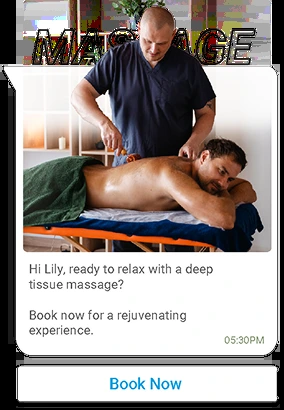 MASSAGE
Hi Lily, ready to relax with a deep
tissue massage?
Book now for a rejuvenating
experience.
05:30PM
Book Now